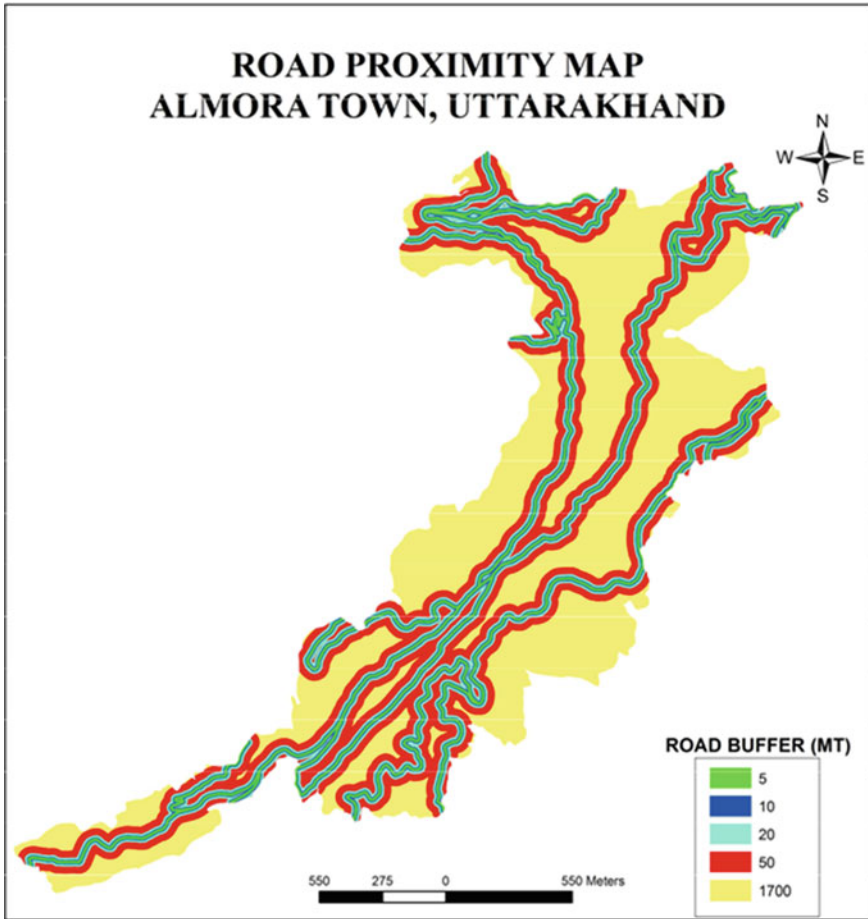 ROAD PROXIMITY MAP
ALMORA TOWN, UTTARAKHAND
N
W E
S
ROAD BUFFER (MT)
5
10
20
50
1700
550 275 0 550 Meters